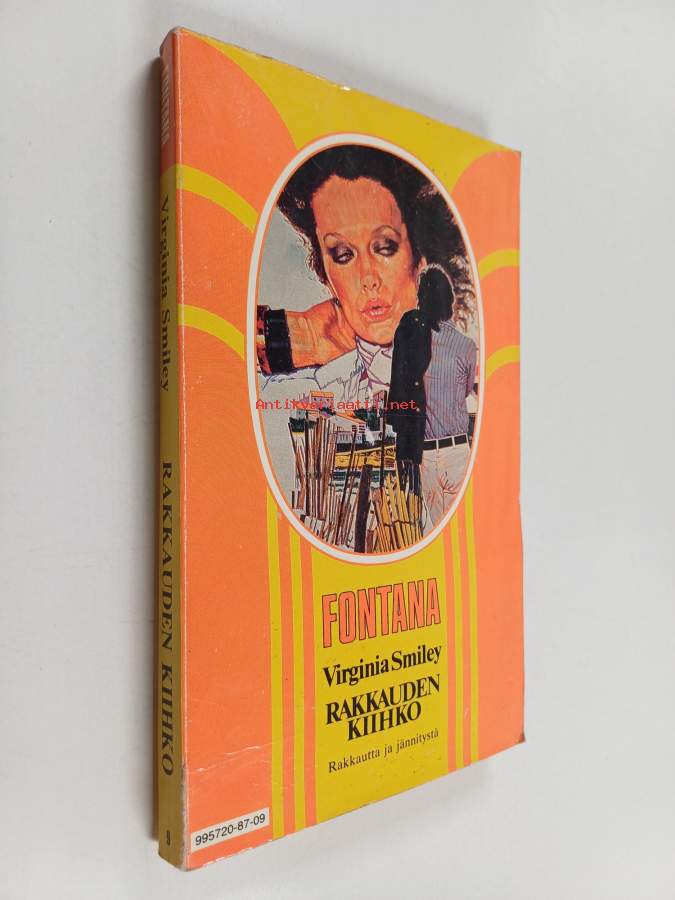 FONTANA
Virginia Smiley
RAKKAUDEN
KIIHKO
Rakkautta ja jännitystä
995720-87-09
Virginia Smiley RAKKAUDEN KIIHKO
Antikvariaatti.net